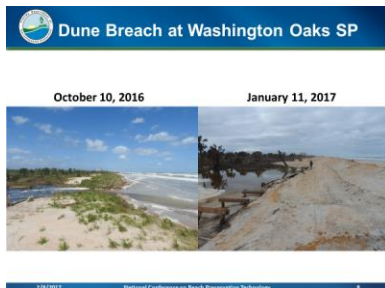 Dune Breach at Washington Oaks SP
October 10, 2016
January 11, 2017
National Conference on Beach Preservation Technology